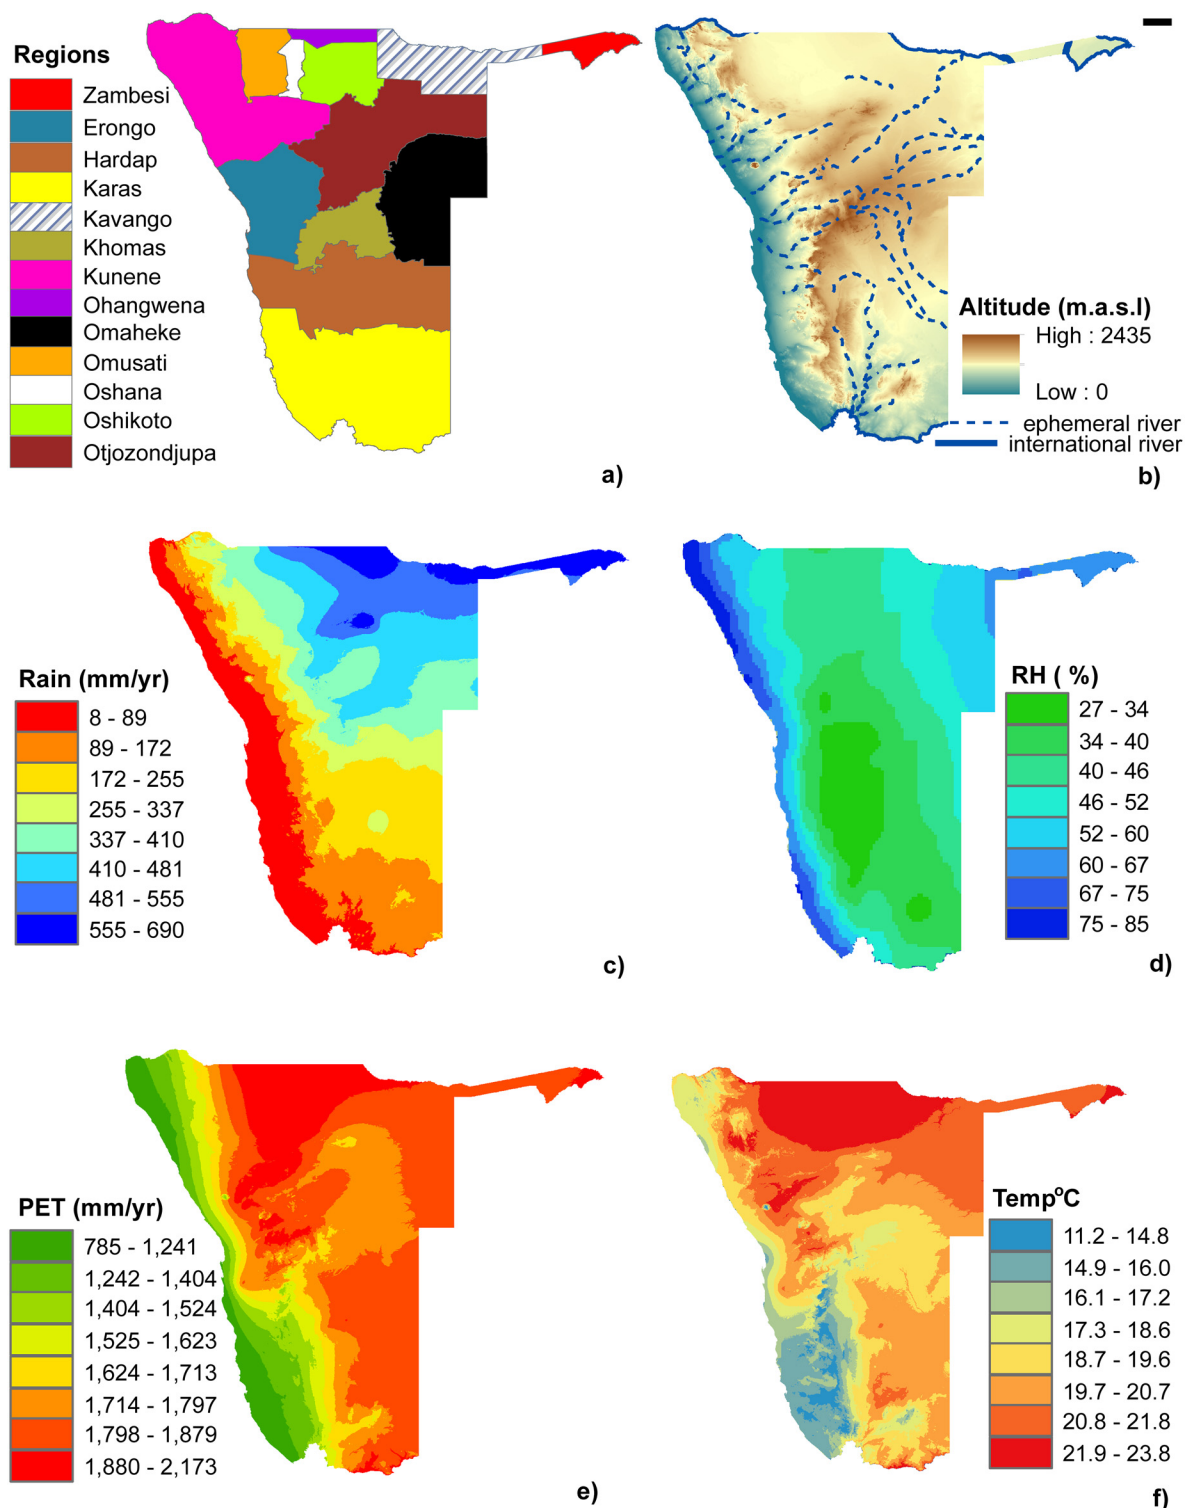 Regions
Zambesi
Erongo
Hardap
Karas
Kavango
Khomas
Kunene
Ohangwena
Omaheke
Omusati
Oshana
Oshikoto
Otjozondjupa
a)
Altitude (m.a.s.l)
High : 2435
Low : 0
ephemeral river
international river
b)
Rain (mm/yr)
8 - 89
89 - 172
172 - 255
255 - 337
337 - 410
410 - 481
481 - 555
555 - 690
c)
RH ( %)
27 - 34
34 - 40
40 - 46
46 - 52
52 - 60
60 - 67
67 - 75
75 - 85
d)
PET (mm/yr)
785 - 1,241
1,242 - 1,404
1,404 - 1,524
1,525 - 1,623
1,624 - 1,713
1,714 - 1,797
1,798 - 1,879
1,880 - 2,173
e)
Temp°C
11.2 - 14.8
14.9 - 16.0
16.1 - 17.2
17.3 - 18.6
18.7 - 19.6
19.7 - 20.7
20.8 - 21.8
21.9 - 23.8
f)